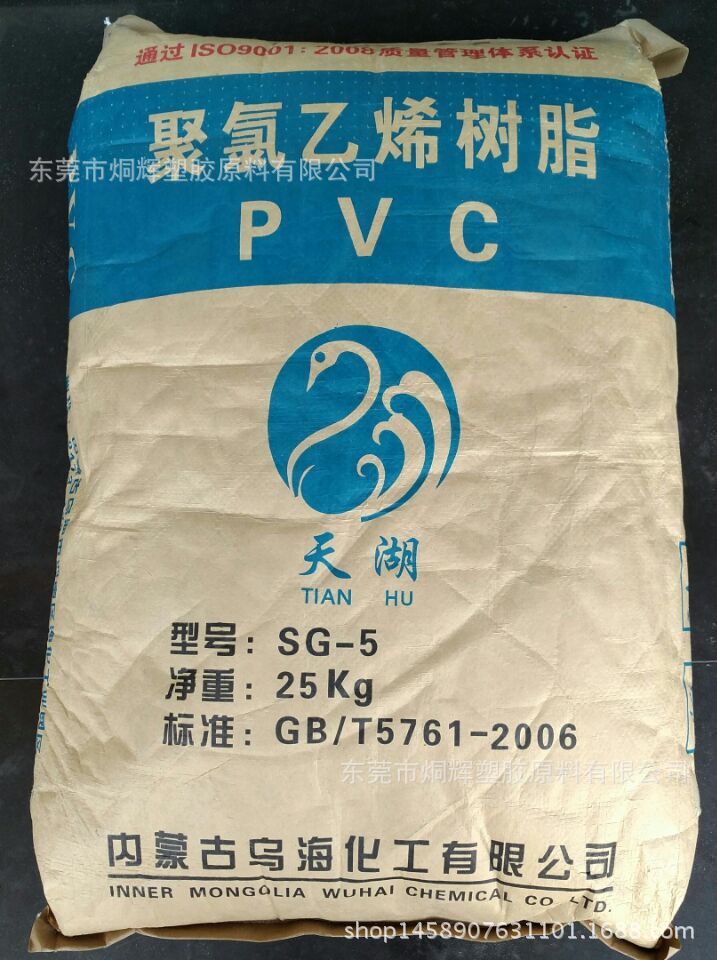 通过ISO9001:2008质量管理体系认证
聚氯乙烯树脂
东莞市炯辉塑胶原料有限公司
PVC
天湖
TIAN HU
型号: SG-5
净重: 25Kg
标准: GB/T5761-2006
东莞市炯辉塑胶原料有限公司
内蒙古乌海化工有限公司
INNER MONGOLIA WUHAI CHEMICAL CO LTD.
shop1458907631101.1688.com